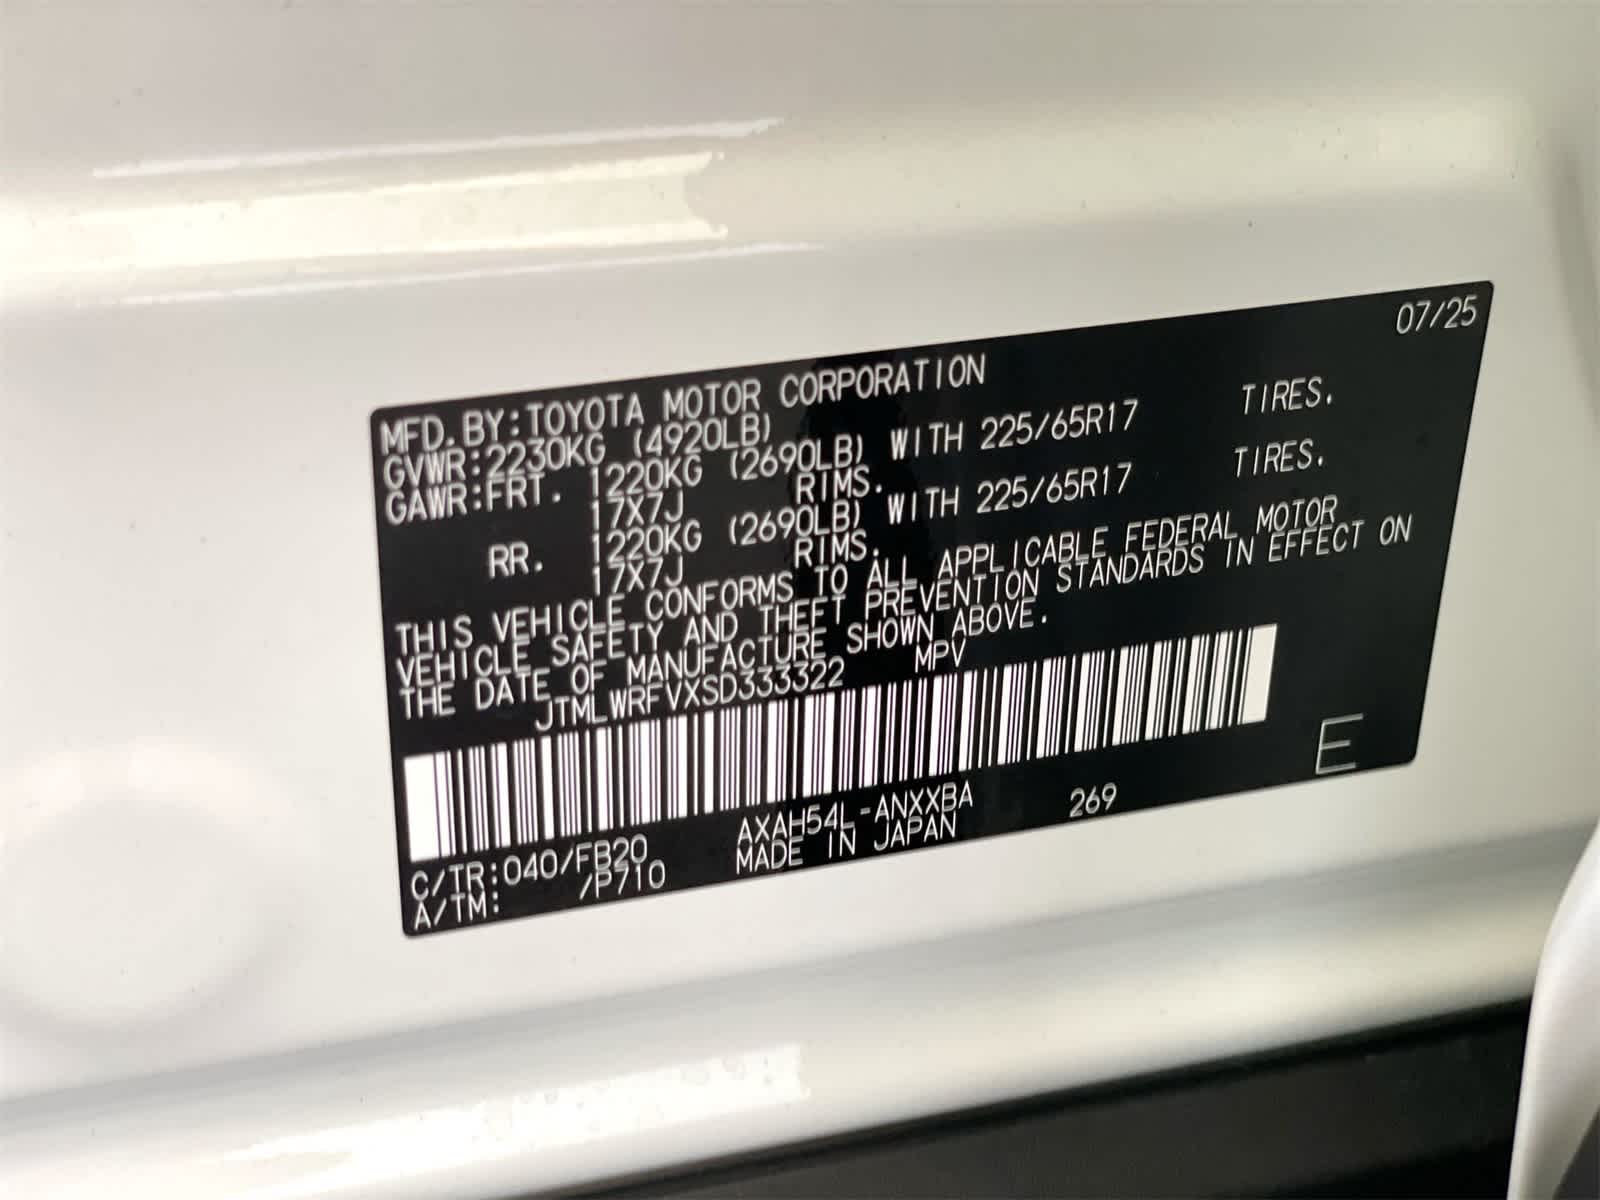 07/25
MFD. BY:TOYOTA MOTOR CORPORATION
GVWR:2230KG (4920LB)
GAWR:FRT. 1220KG (2690LB) WITH 225/65R17 TIRES.
17X7J RIMS.
RR. 1220KG (2690LB) WITH 225/65R17 TIRES.
17X7J RIMS.
THIS VEHICLE CONFORMS TO ALL APPLICABLE FEDERAL MOTOR
VEHICLE SAFETY AND THEFT PREVENTION STANDARDS IN EFFECT ON
THE DATE OF MANUFACTURE SHOWN ABOVE.
JTMLWRFVXSD333322 MPV
E
C/TR:040/FB20 AXAH54L-ANXXBA 269
A/TM: /P710 MADE IN JAPAN